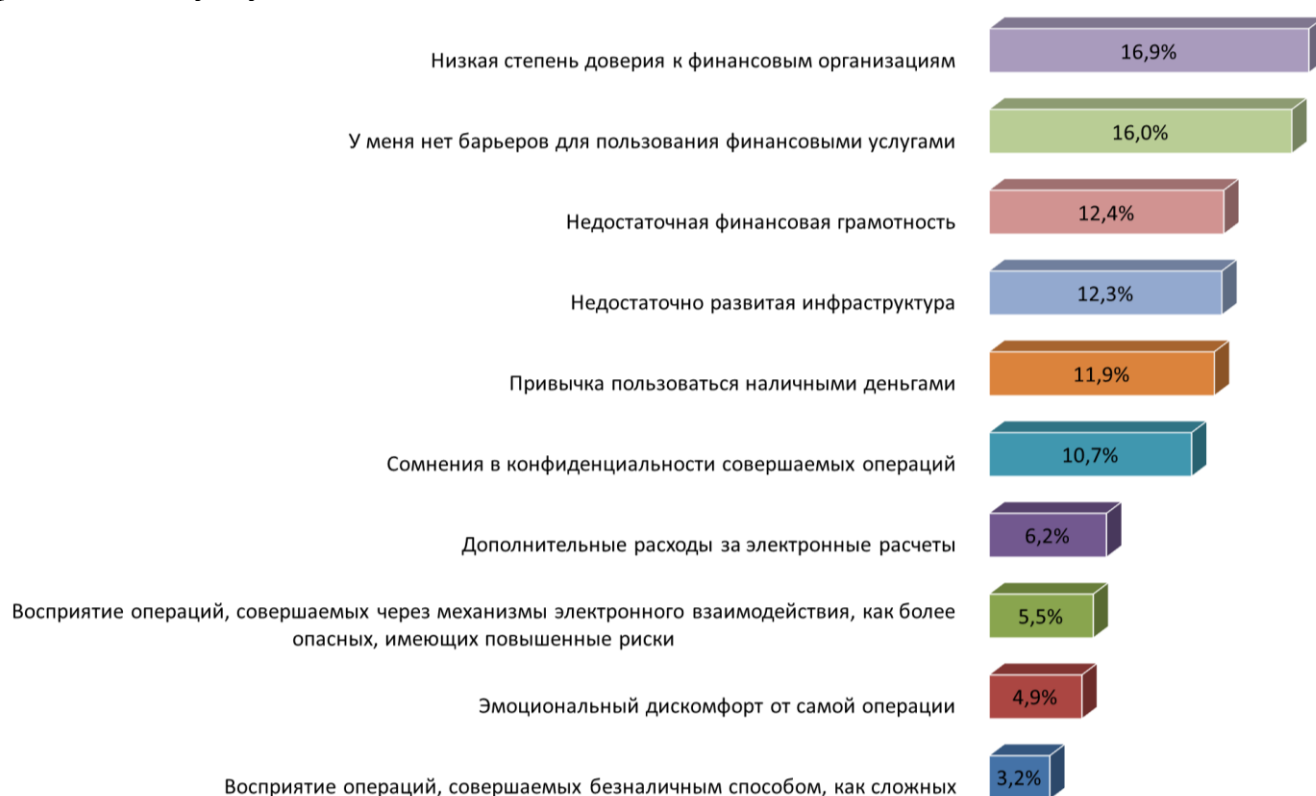 Низкая степень доверия к финансовым организациям
16,9%
У меня нет барьеров для пользования финансовыми услугами
16,0%
Недостаточная финансовая грамотность
12,4%
Недостаточно развитая инфраструктура
12,3%
Привычка пользоваться наличными деньгами
11,9%
Сомнения в конфиденциальности совершаемых операций
10,7%
Дополнительные расходы за электронные расчеты
6,2%
Восприятие операций, совершаемых через механизмы электронного взаимодействия, как более
опасных, имеющих повышенные риски
5,5%
Эмоциональный дискомфорт от самой операции
4,9%
Восприятие операций, совершаемых безналичным способом, как сложных
3,2%